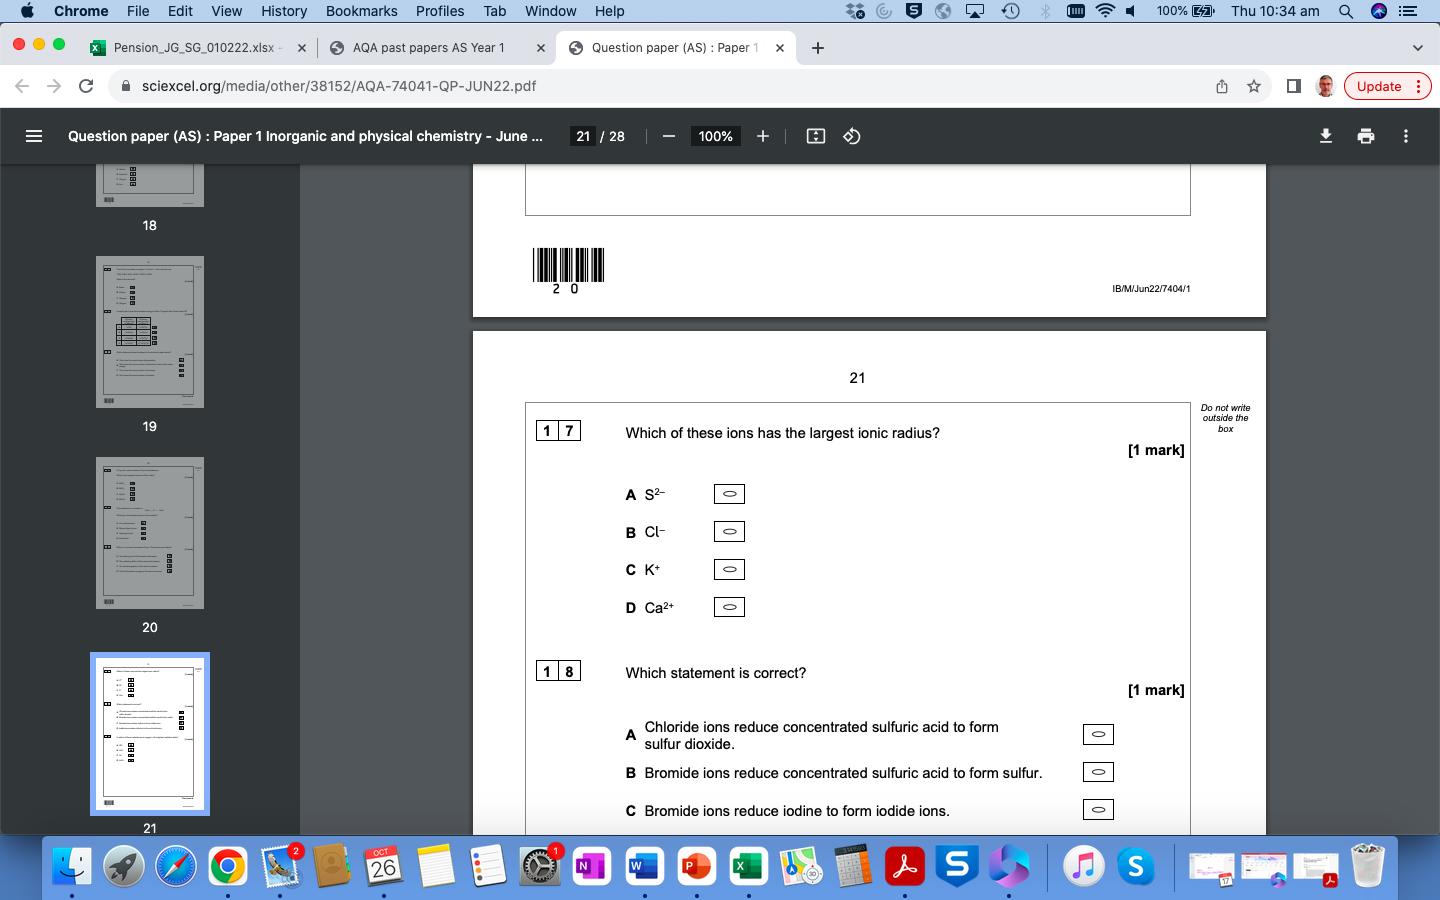 Chrome File Edit View History Bookmarks Profiles Tab Window Help 100% Thu 10:34 am
Pension_JG_SG_010222.xlsx - AQA past papers AS Year 1 Question paper (AS) : Paper 1
sciexcel.org/media/other/38152/AQA-74041-QP-JUN22.pdf Update
Question paper (AS) : Paper 1 Inorganic and physical chemistry - June ... 21 / 28 100%
18
19
20
21
2 0
IB/M/Jun22/7404/1
21
Do not write
outside the
box
1 7 Which of these ions has the largest ionic radius?
[1 mark]
A S²⁻
B Cl⁻
C K⁺
D Ca²⁺
1 8 Which statement is correct?
[1 mark]
A Chloride ions reduce concentrated sulfuric acid to form
sulfur dioxide.
B Bromide ions reduce concentrated sulfuric acid to form sulfur.
C Bromide ions reduce iodine to form iodide ions.
2
OCT
26
1
N
W
P
X
S
S
17